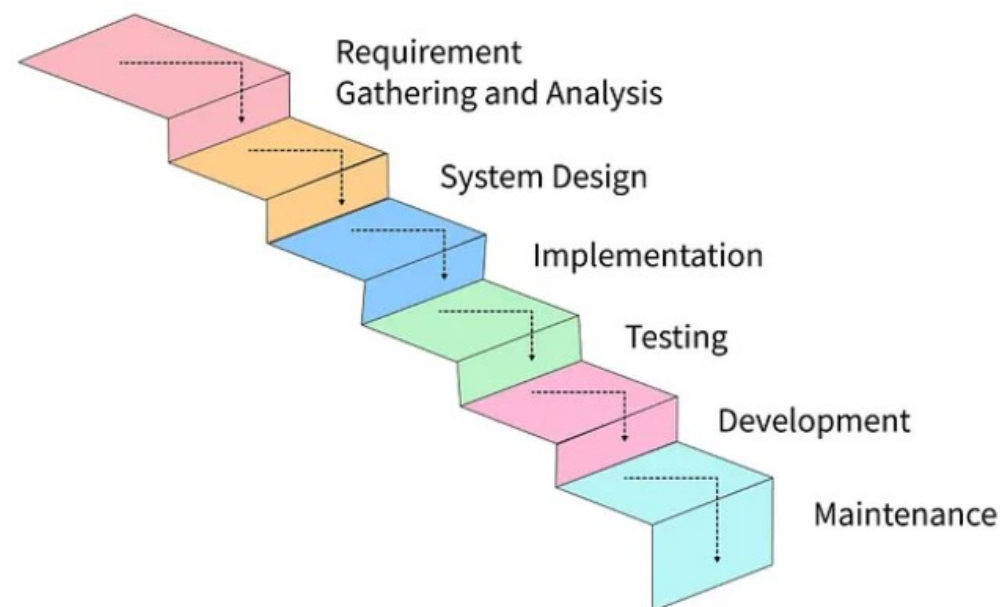 Requirement
Gathering and Analysis
System Design
Implementation
Testing
Development
Maintenance